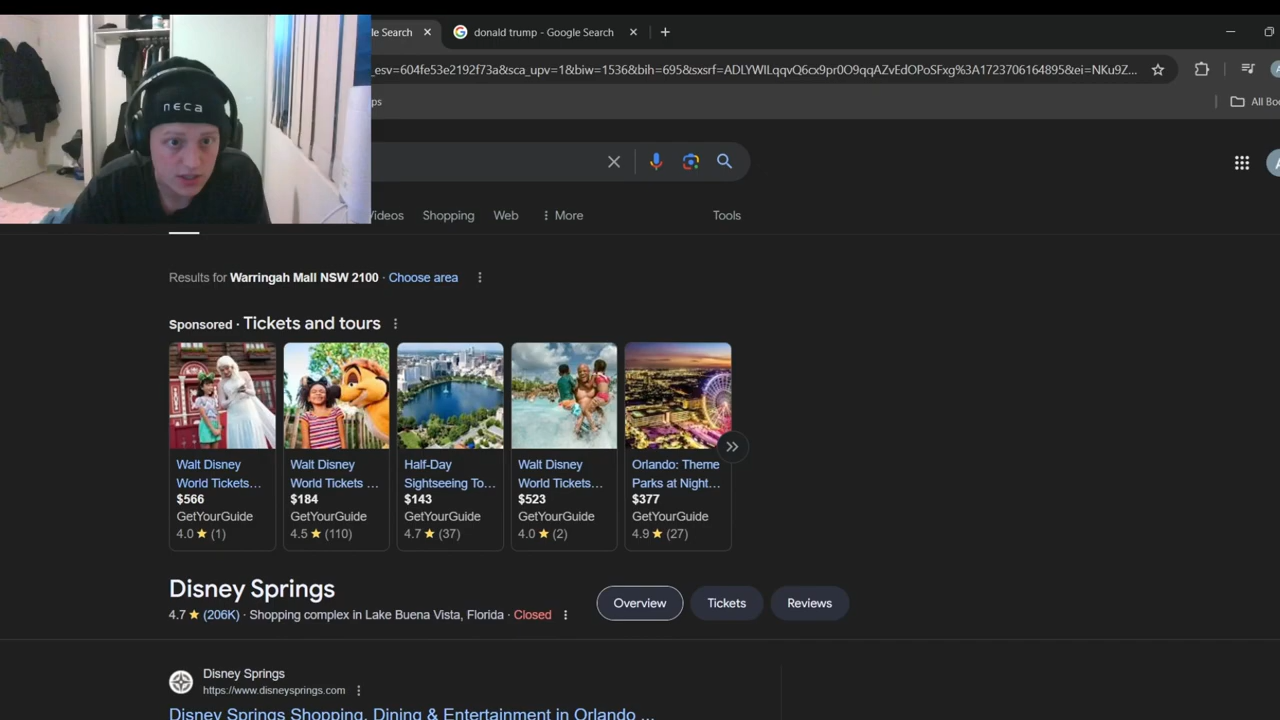 le Search
donald trump - Google Search
_esv=604fe53e2192f73a&sca_upv=1&biw=1536&bih=695&sxsrf=ADLYWILqqvQ6cx9pr0O9qqAZvEdOPoSFxg%3A1723706164895&ei=NKu9Z...
ps
All Boo
neca
Videos
Shopping
Web
More
Tools
Results for Warringah Mall NSW 2100 · Choose area
Sponsored · Tickets and tours
Walt Disney
World Tickets...
$566
GetYourGuide
4.0 ★ (1)
Walt Disney
World Tickets ...
$184
GetYourGuide
4.5 ★ (110)
Half-Day
Sightseeing To...
$143
GetYourGuide
4.7 ★ (37)
Walt Disney
World Tickets...
$523
GetYourGuide
4.0 ★ (2)
Orlando: Theme
Parks at Night...
$377
GetYourGuide
4.9 ★ (27)
Disney Springs
4.7 ★ (206K) · Shopping complex in Lake Buena Vista, Florida · Closed
Overview
Tickets
Reviews
Disney Springs
https://www.disneysprings.com
Disney Springs Shopping, Dining & Entertainment in Orlando ...